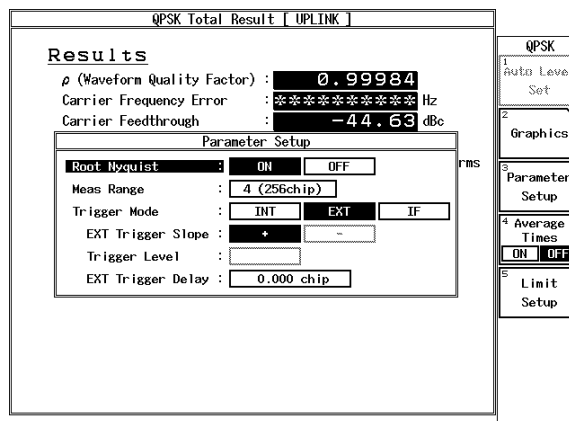 QPSK Total Result [ UPLINK ]
Results
ρ (Waveform Quality Factor) : 0.99984
Carrier Frequency Error : ********** Hz
Carrier Feedthrough : -44.63 dBc
Parameter Setup
rms
Root Nyquist : ON OFF
Meas Range : 4 (256chip)
Trigger Mode : INT EXT IF
EXT Trigger Slope : + -
Trigger Level :
EXT Trigger Delay : 0.000 chip
QPSK
1
Auto Leve
Set
2
Graphics
3
Parameter
Setup
4 Average
Times
ON OFF
5
Limit
Setup